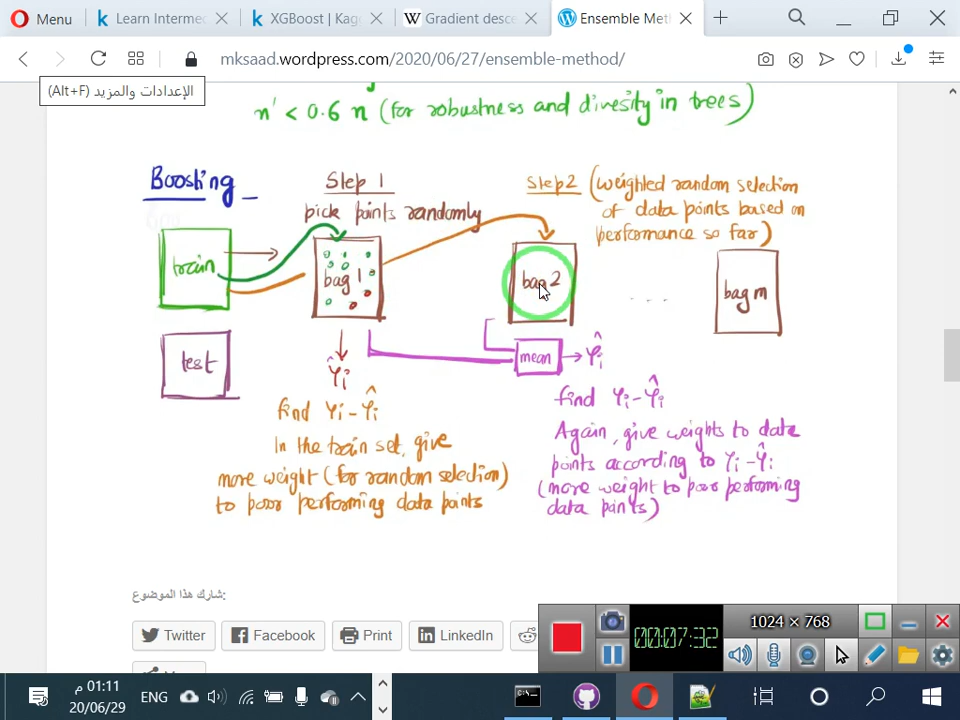 Menu
Learn Intermec
XGBoost | Kag
Gradient desce
Ensemble Met
mksaad.wordpress.com/2020/06/27/ensemble-method/
الإعدادات والمزيد (Alt+F)
n' < 0.6 n (for robustness and divesity in trees)
Boosting
Step 1
pick points randomly
Step2 (weighted random selection
of data points based on
performance so far)
train
bag 1
bag 2
bag m
test
mean
Ŷi
Ŷi
find Yi - Ŷi
In the train set, give
more weight (for random selection)
to poor performing data points
find Yi - Ŷi
Again, give weights to data
points according to Yi - Ŷi
(more weight to poor performing
data points)
شارك هذا الموضوع:
Twitter
Facebook
Print
LinkedIn
00:07:32
1024 × 768
01:11 م
20/06/29
ENG